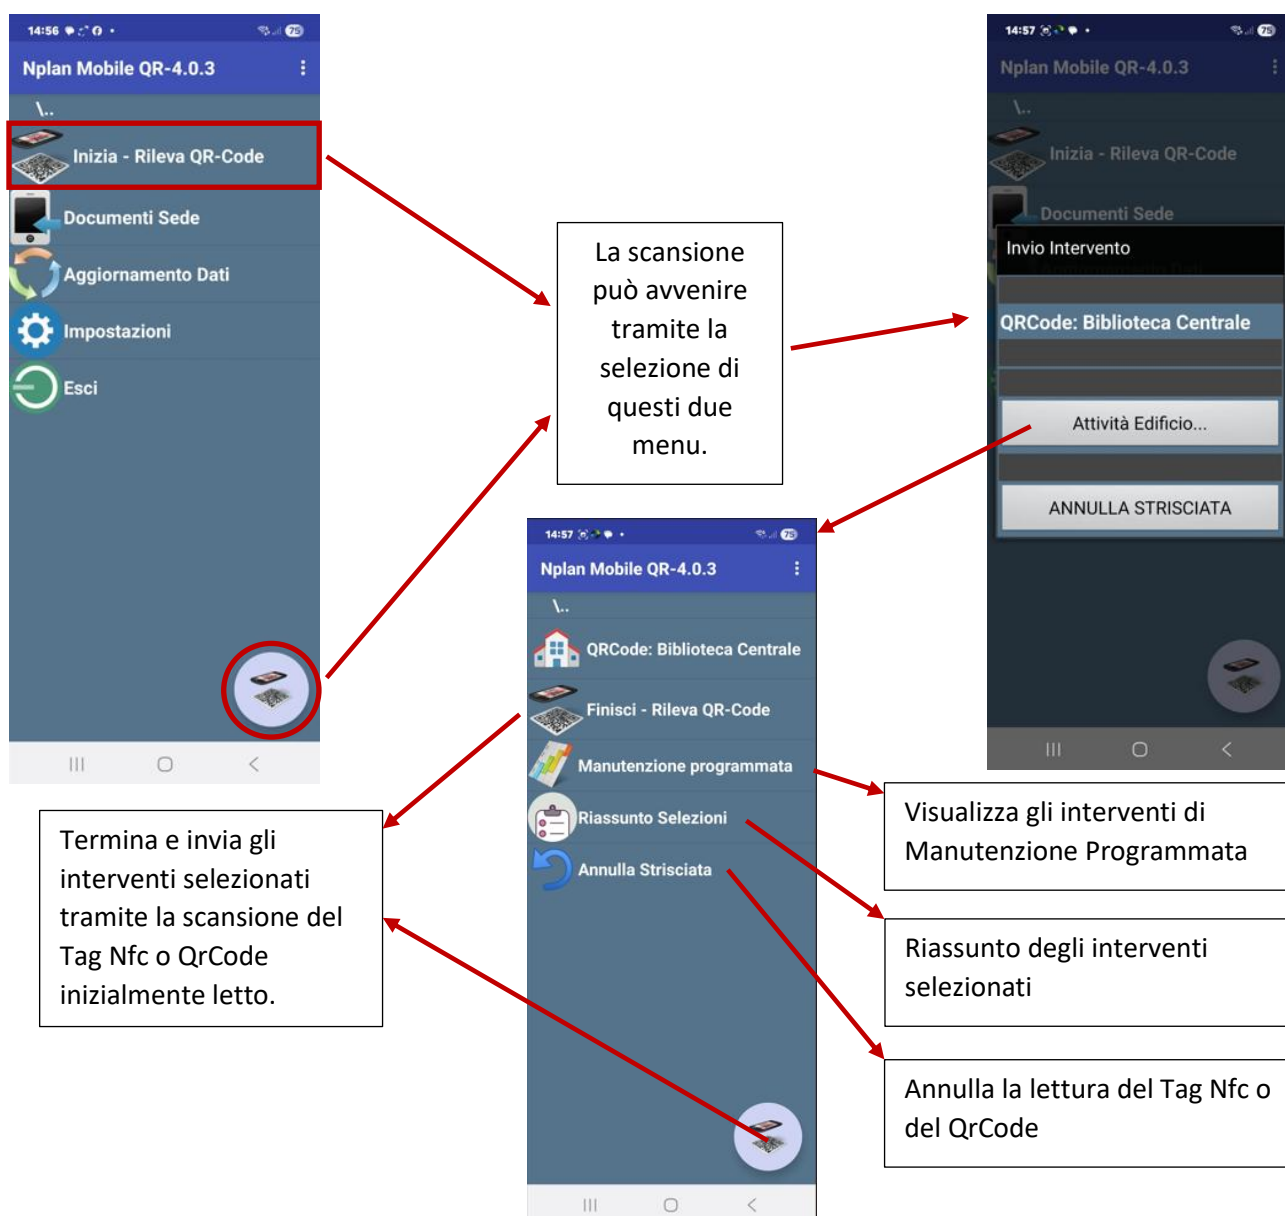 14:56
75
Nplan Mobile QR-4.0.3
\..
Inizia - Rileva QR-Code
Documenti Sede
Aggiornamento Dati
Impostazioni
Esci
La scansione
può avvenire
tramite la
selezione di
questi due
menu.
14:57
75
Nplan Mobile QR-4.0.3
\..
Inizia - Rileva QR-Code
Documenti Sede
Invio Intervento
QRCode: Biblioteca Centrale
Attività Edificio...
ANNULLA STRISCIATA
14:57
75
Nplan Mobile QR-4.0.3
\..
QRCode: Biblioteca Centrale
Finisci - Rileva QR-Code
Manutenzione programmata
Riassunto Selezioni
Annulla Strisciata
Termina e invia gli
interventi selezionati
tramite la scansione del
Tag Nfc o QrCode
inizialmente letto.
Visualizza gli interventi di
Manutenzione Programmata
Riassunto degli interventi
selezionati
Annulla la lettura del Tag Nfc o
del QrCode